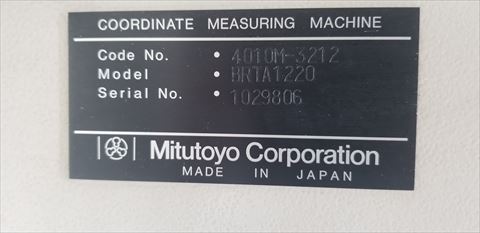 COORDINATE MEASURING MACHINE
Code No. • 4010M-3212
Model • BRTA1220
Serial No. • 1029806
Mitutoyo Corporation
MADE IN JAPAN